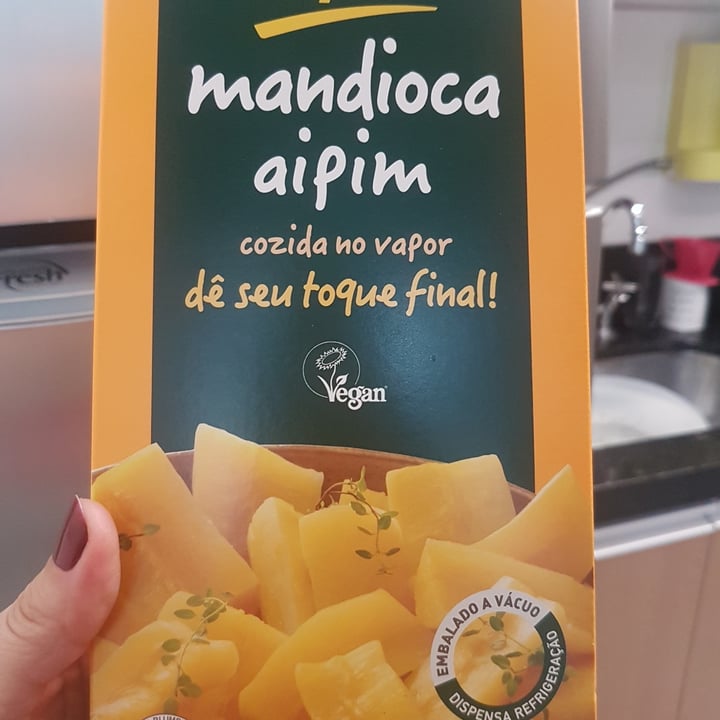 mandioca
aipim
cozida no vapor
dê seu toque final!
Vegan
EMBALADO A VÁCUO
DISPENSA REFRIGERAÇÃO